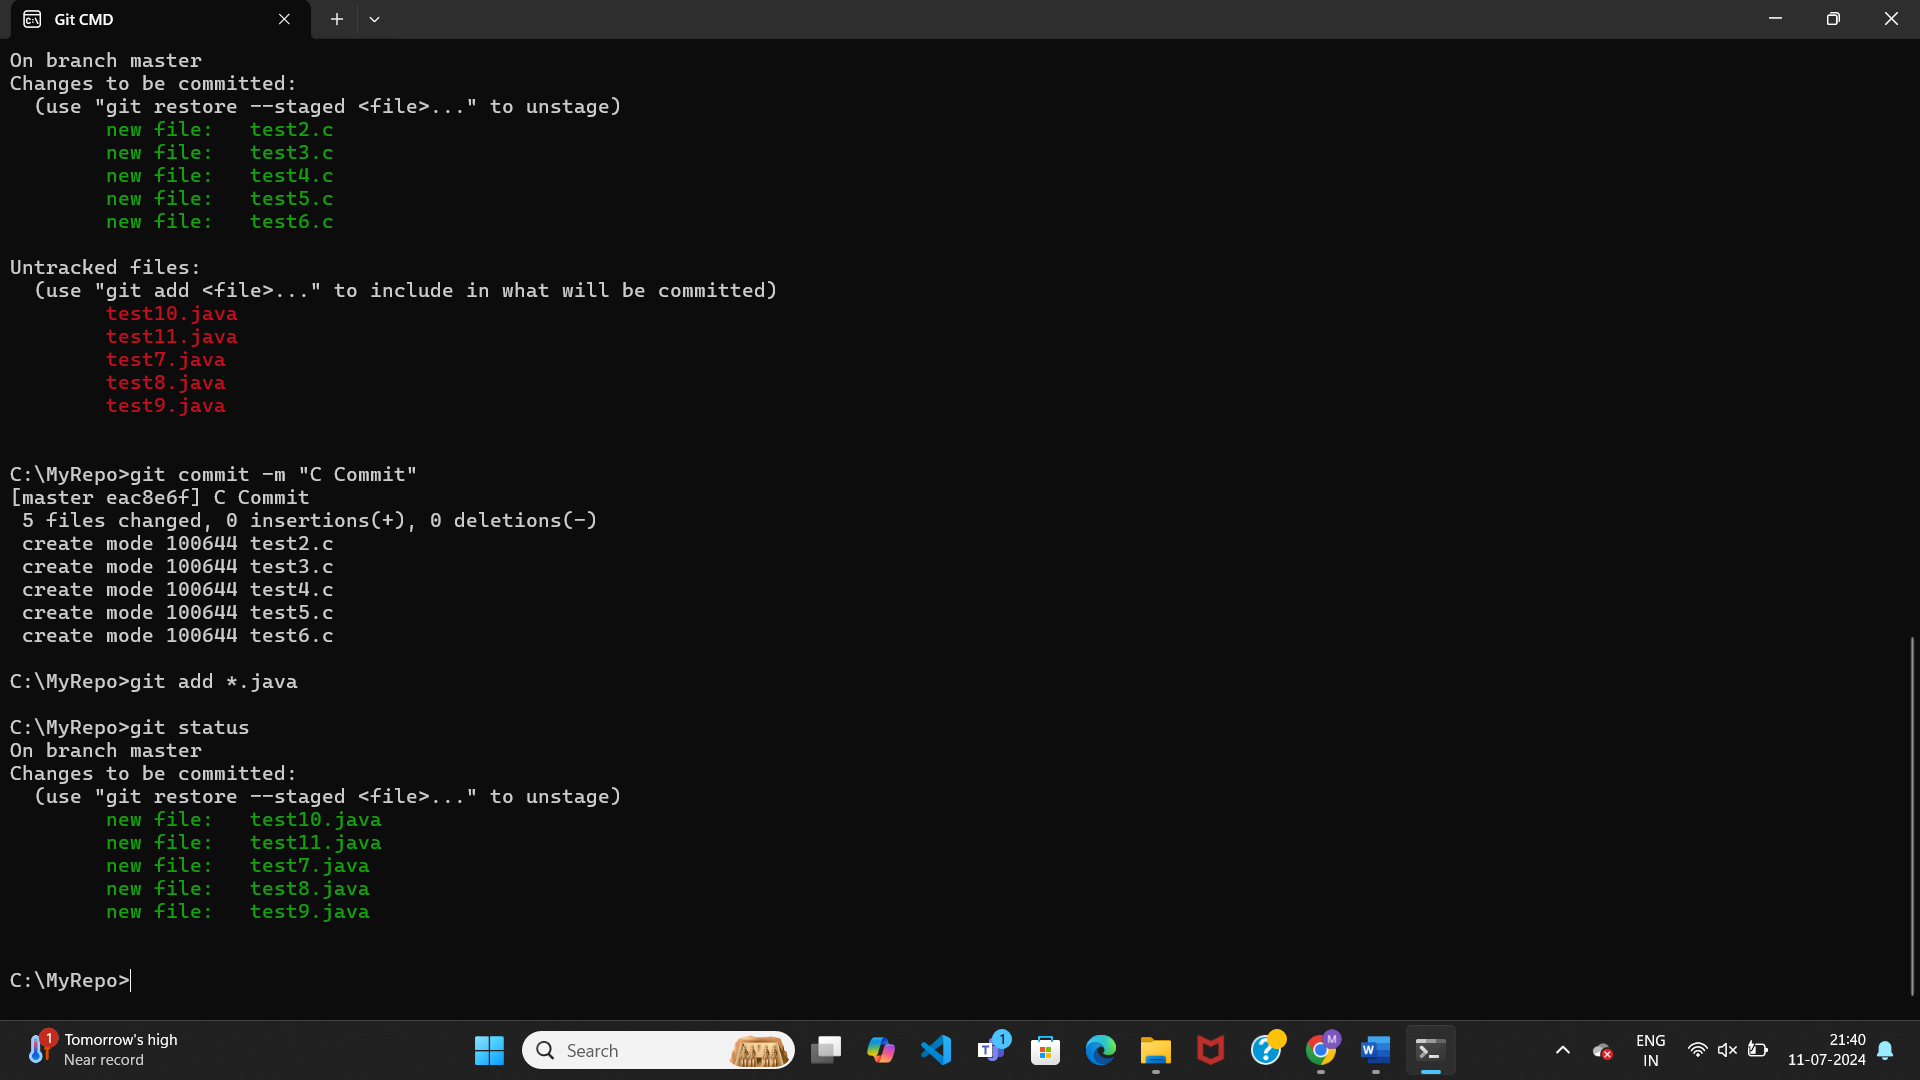 Git CMD
On branch master
Changes to be committed:
  (use "git restore --staged <file>..." to unstage)
        new file:   test2.c
        new file:   test3.c
        new file:   test4.c
        new file:   test5.c
        new file:   test6.c

Untracked files:
  (use "git add <file>..." to include in what will be committed)
        test10.java
        test11.java
        test7.java
        test8.java
        test9.java

C:\MyRepo>git commit -m "C Commit"
[master eac8e6f] C Commit
 5 files changed, 0 insertions(+), 0 deletions(-)
 create mode 100644 test2.c
 create mode 100644 test3.c
 create mode 100644 test4.c
 create mode 100644 test5.c
 create mode 100644 test6.c

C:\MyRepo>git add *.java

C:\MyRepo>git status
On branch master
Changes to be committed:
  (use "git restore --staged <file>..." to unstage)
        new file:   test10.java
        new file:   test11.java
        new file:   test7.java
        new file:   test8.java
        new file:   test9.java

C:\MyRepo>
1
Tomorrow's high
Near record
Search
1
M
ENG
IN
21:40
11-07-2024